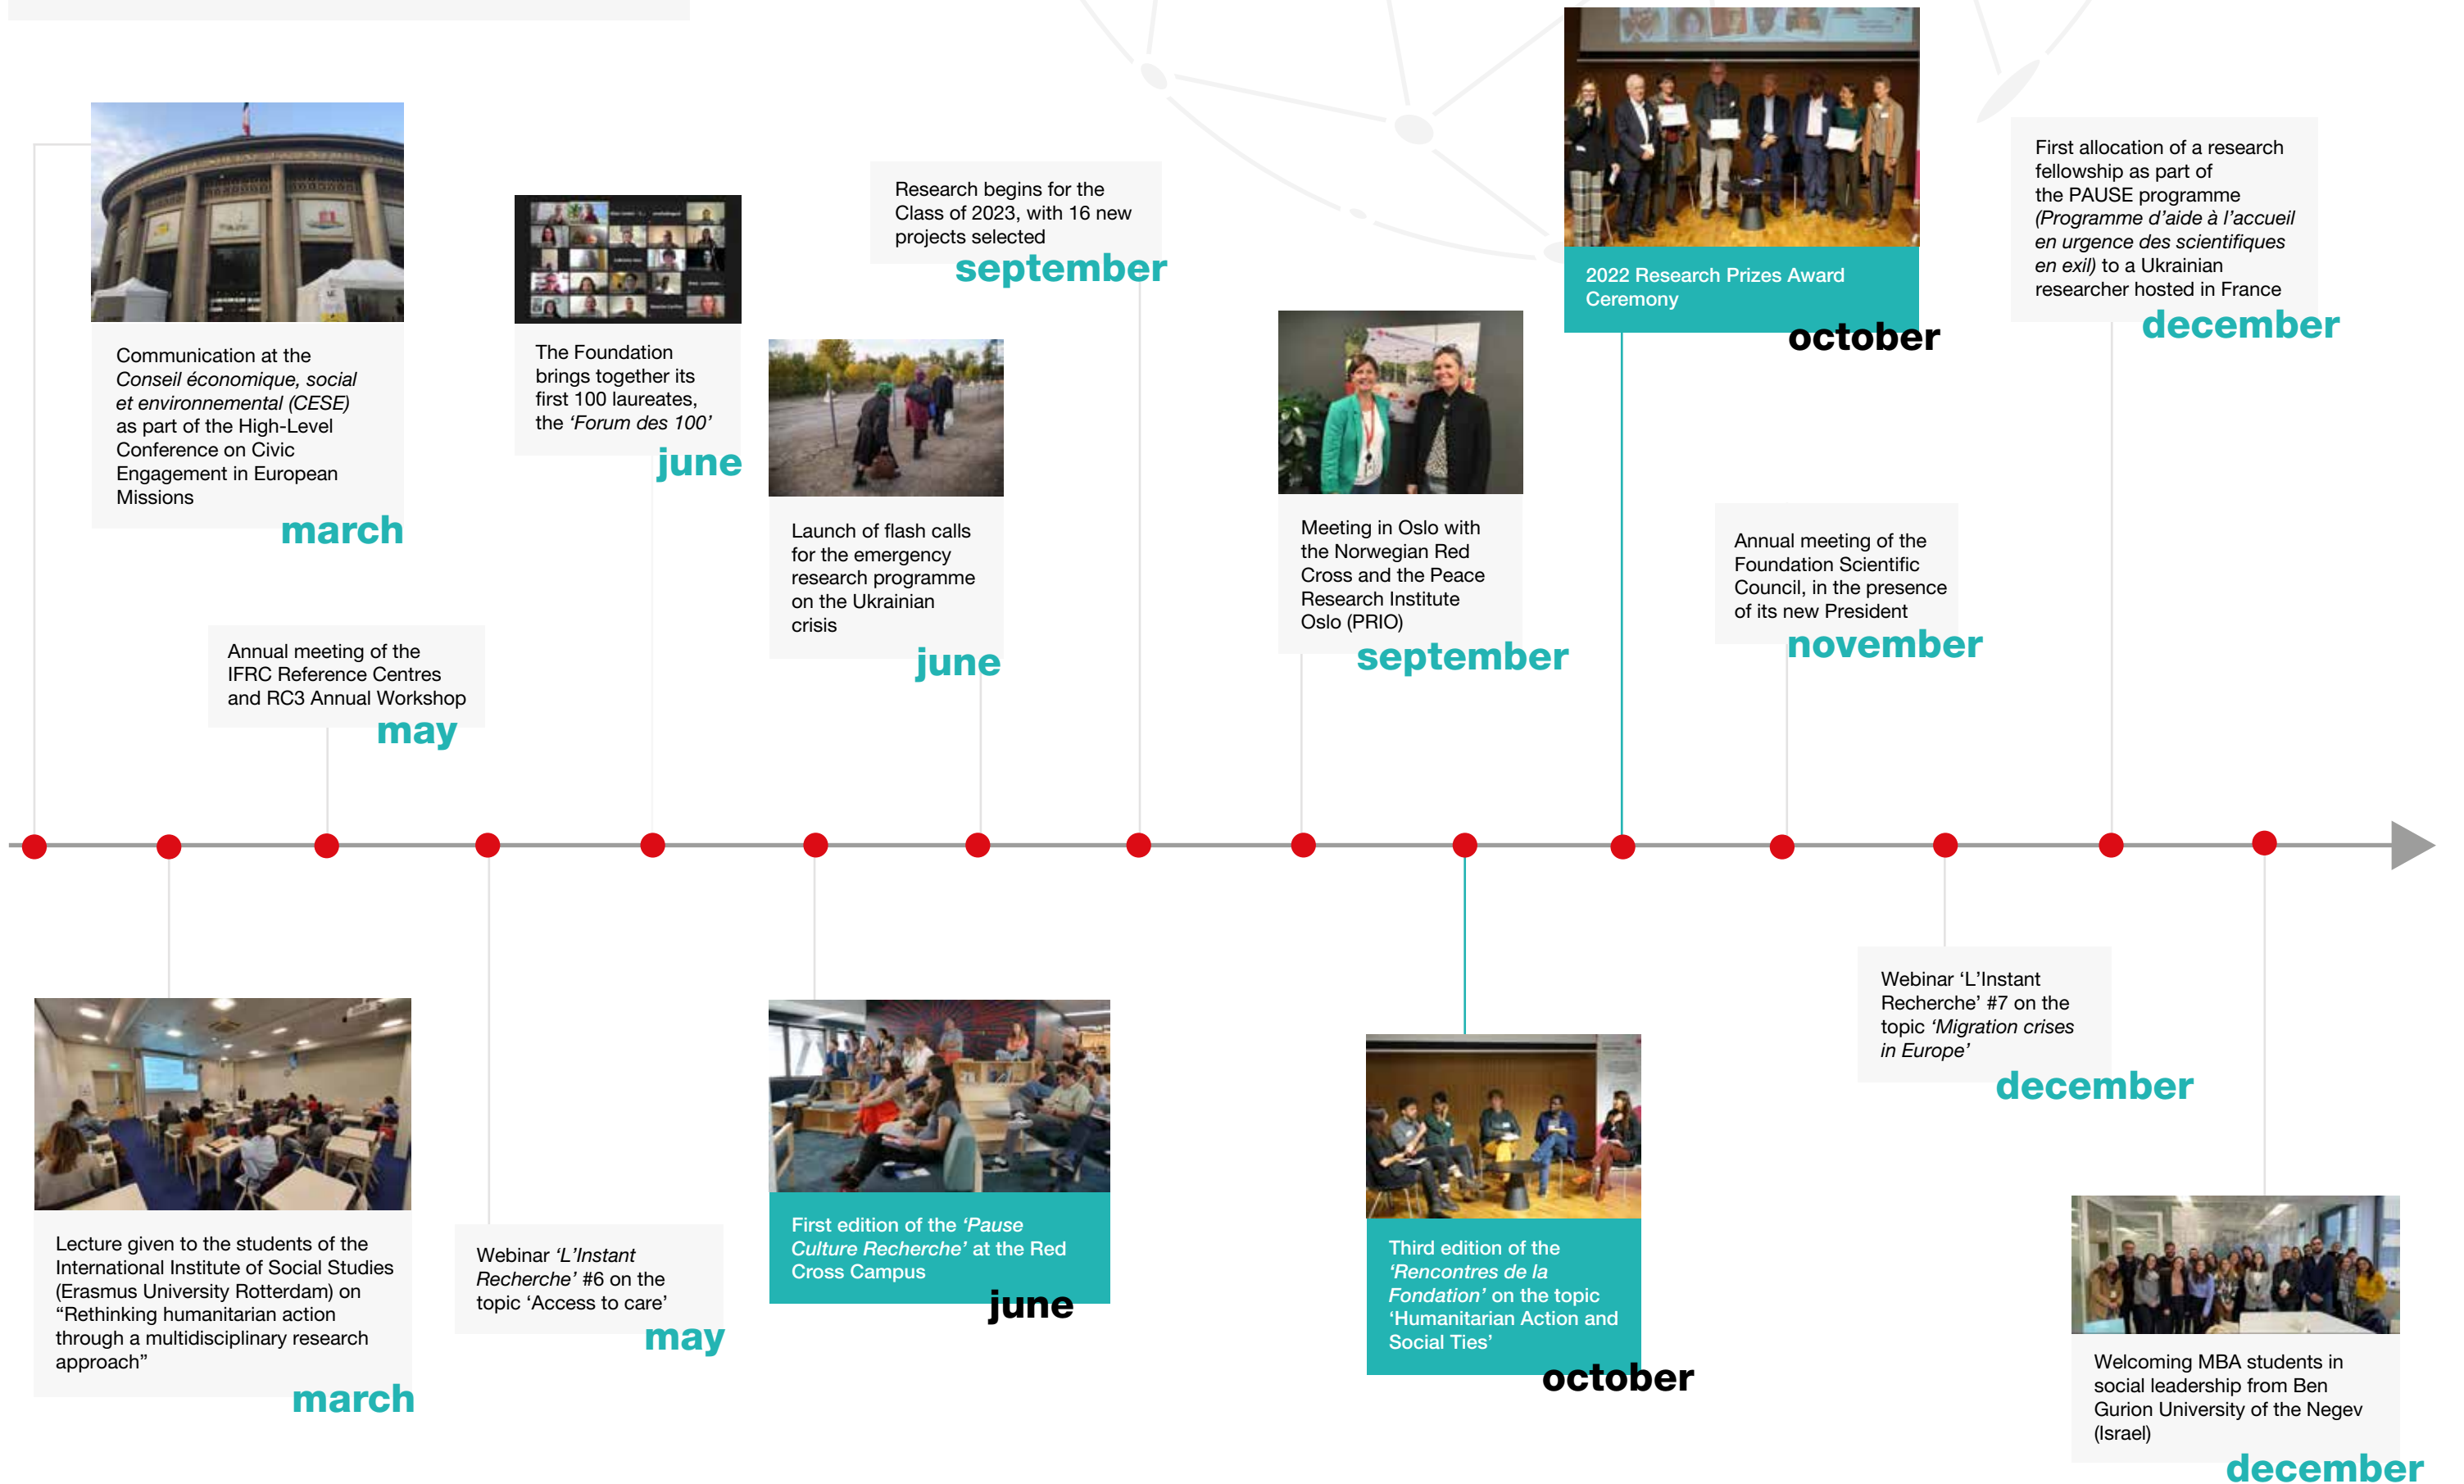 Communication at the
Conseil économique, social
et environnemental (CESE)
as part of the High-Level
Conference on Civic
Engagement in European
Missions
march
Lecture given to the students of the
International Institute of Social Studies
(Erasmus University Rotterdam) on
“Rethinking humanitarian action
through a multidisciplinary research
approach”
march
Annual meeting of the
IFRC Reference Centres
and RC3 Annual Workshop
may
Webinar ‘L’Instant
Recherche’ #6 on the
topic ‘Access to care’
may
The Foundation
brings together its
first 100 laureates,
the ‘Forum des 100’
june
First edition of the ‘Pause
Culture Recherche’ at the Red
Cross Campus
june
Launch of flash calls
for the emergency
research programme
on the Ukrainian
crisis
june
Research begins for the
Class of 2023, with 16 new
projects selected
september
Meeting in Oslo with
the Norwegian Red
Cross and the Peace
Research Institute
Oslo (PRIO)
september
Third edition of the
‘Rencontres de la
Fondation’ on the topic
‘Humanitarian Action and
Social Ties’
october
2022 Research Prizes Award
Ceremony
october
Annual meeting of the
Foundation Scientific
Council, in the presence
of its new President
november
Webinar ‘L’Instant
Recherche’ #7 on the
topic ‘Migration crises
in Europe’
december
First allocation of a research
fellowship as part of
the PAUSE programme
(Programme d’aide à l’accueil
en urgence des scientifiques
en exil) to a Ukrainian
researcher hosted in France
december
Welcoming MBA students in
social leadership from Ben
Gurion University of the Negev
(Israel)
december